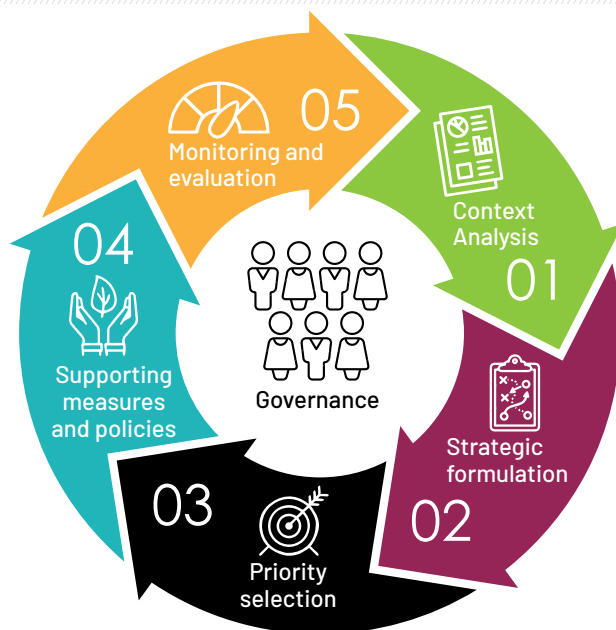 05
Monitoring and
evaluation
Context
Analysis
01
04
Supporting
measures
and policies
Governance
Strategic
formulation
02
03
Priority
selection